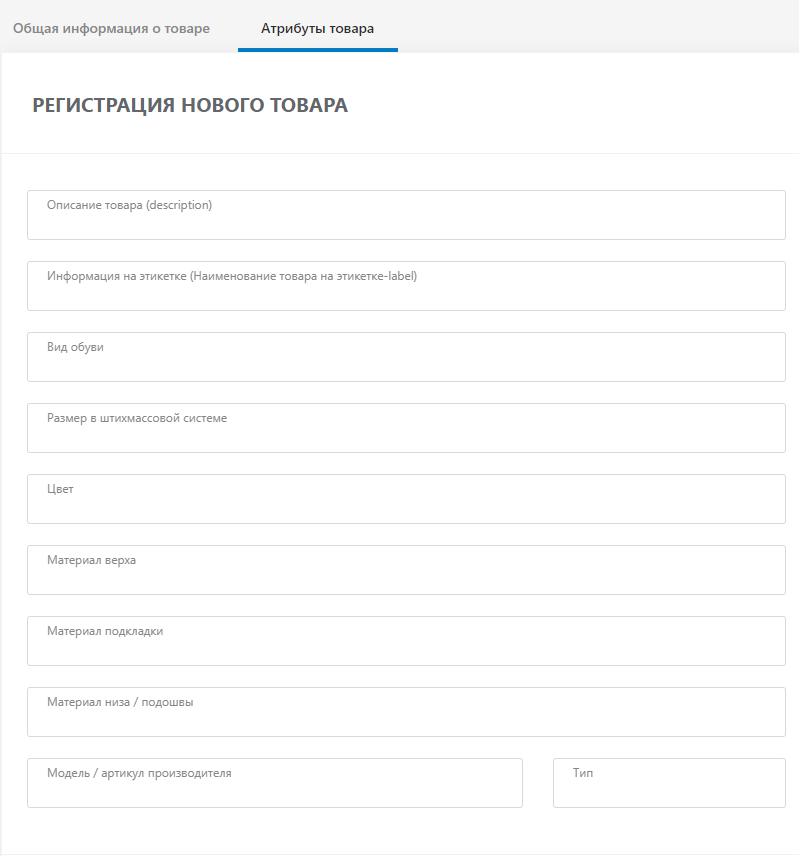 Общая информация о товаре Атрибуты товара
РЕГИСТРАЦИЯ НОВОГО ТОВАРА
Описание товара (description)
Информация на этикетке (Наименование товара на этикетке-label)
Вид обуви
Размер в штихмассовой системе
Цвет
Материал верха
Материал подкладки
Материал низа / подошвы
Модель / артикул производителя Тип